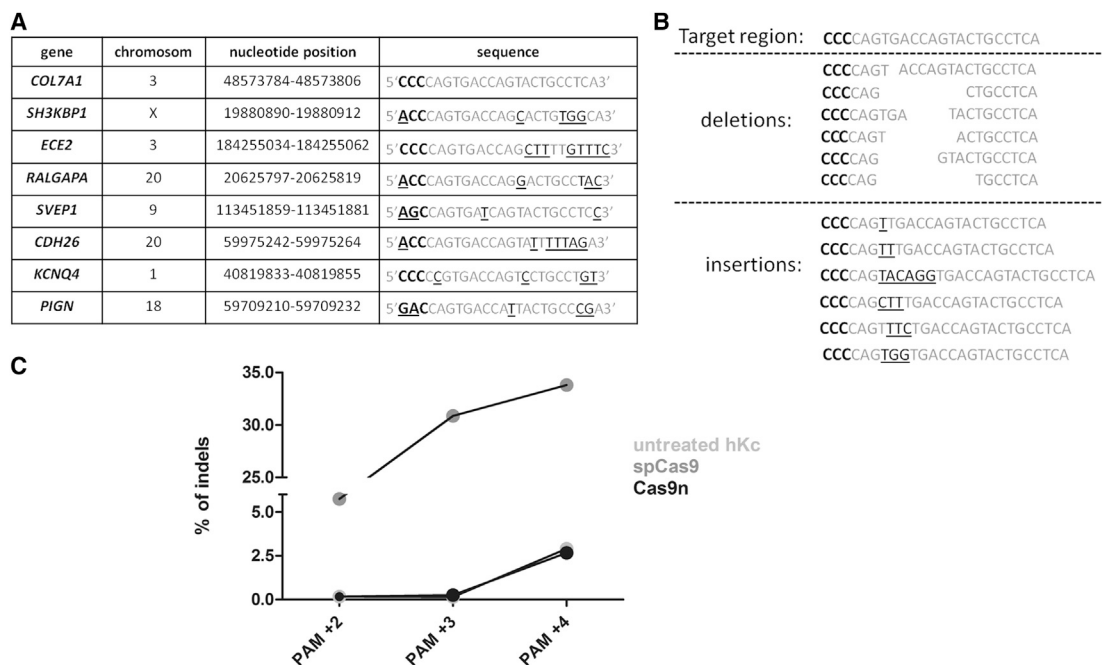 A
gene chromosom nucleotide position sequence
COL7A1 3 48573784-48573806 5'CCCCAGTGACCAGTACTGCCTCA3'
SH3KBP1 X 19880890-19880912 5'ACCCAGTGACCAGCACTGTGGCA3'
ECE2 3 184255034-184255062 5'CCCCAGTGACCAGCTTTTGTTTC3'
RALGAPA 20 20625797-20625819 5'ACCCAGTGACCAGGACTGCCTAC3'
SVEP1 9 113451859-113451881 5'AGCCAGTGATCAGTACTGCCTCC3'
CDH26 20 59975242-59975264 5'ACCCAGTGACCAGTATTTTTAGA3'
KCNQ4 1 40819833-40819855 5'CCCCCGTGACCAGTCCTGCCTGT3'
PIGN 18 59709210-59709232 5'GACCAGTGACCATTACTGCCCGA3'
B
Target region: CCCCAGTGACCAGTACTGCCTCA
deletions:
CCCCAGT ACCAGTACTGCCTCA
CCCCAG CTGCCTCA
CCCCAGTGA TACTGCCTCA
CCCCAGT ACTGCCTCA
CCCCAG GTACTGCCTCA
CCCCAG TGCCTCA
insertions:
CCCCAGTTGACCAGTACTGCCTCA
CCCCAGTTTGACCAGTACTGCCTCA
CCCCAGTACAGGTGACCAGTACTGCCTCA
CCCCAGCTTTGACCAGTACTGCCTCA
CCCCAGTTTCTGACCAGTACTGCCTCA
CCCCAGTGGTGACCAGTACTGCCTCA
C
% of indels
35.0
30.0
25.0
5.0
2.5
0.0
PAM +2
PAM +3
PAM +4
untreated hKc
spCas9
Cas9n